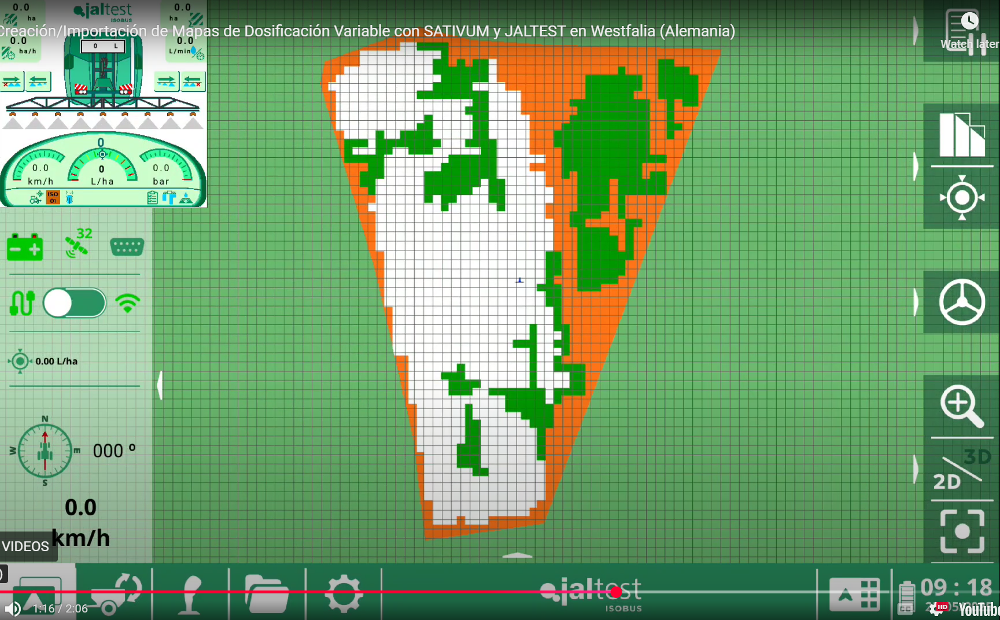 0.0
ha
jaltest
ISOBUS
0.0
ha
Creación/Importación de Mapas de Dosificación Variable con SATIVUM y JALTEST en Westfalia (Alemania)
Watch later
0.0
ha/h
0 L
0.0
L/min
0
0.0
km/h
0
L/ha
0.0
bar
ISO
01
32
0.00 L/ha
N
W E
S
000 º
0.0
km/h
VIDEOS
3D
2D
jaltest
ISOBUS
09 : 18
1:16 / 2:06
HD
YouTube